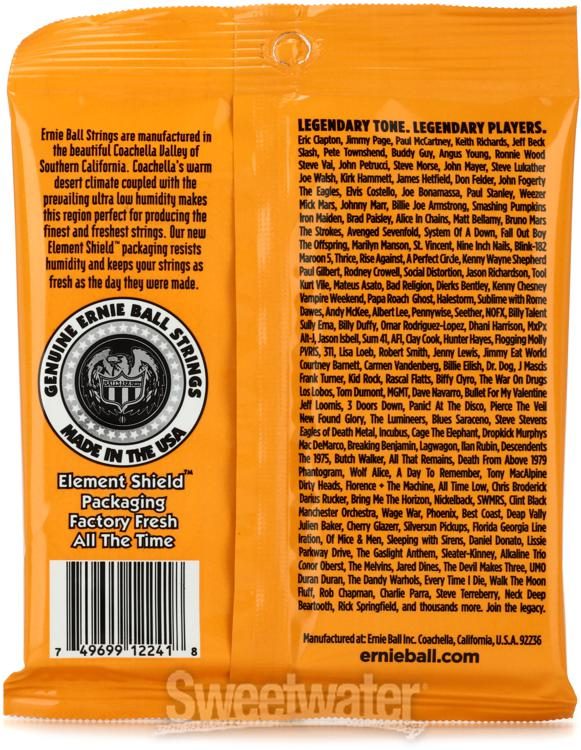 Ernie Ball Strings are manufactured in
the beautiful Coachella Valley of
Southern California. Coachella's warm
desert climate coupled with the
prevailing ultra low humidity makes
this region perfect for producing the
finest and freshest strings. Our new
Element Shield™ packaging resists
humidity and keeps your strings as
fresh as the day they were made.
GENUINE ERNIE BALL STRINGS
MADE IN THE USA
Element Shield™
Packaging
Factory Fresh
All The Time
7 49699 12241 8
LEGENDARY TONE. LEGENDARY PLAYERS.
Eric Clapton, Jimmy Page, Paul McCartney, Keith Richards, Jeff Beck
Slash, Pete Townshend, Buddy Guy, Angus Young, Ronnie Wood
Steve Vai, John Petrucci, Steve Morse, John Mayer, Steve Lukather
Joe Walsh, Kirk Hammett, James Hetfield, Don Felder, John Fogerty
The Eagles, Elvis Costello, Joe Bonamassa, Paul Stanley, Weezer
Mick Mars, Johnny Marr, Billie Joe Armstrong, Smashing Pumpkins
Iron Maiden, Brad Paisley, Alice In Chains, Matt Bellamy, Bruno Mars
The Strokes, Avenged Sevenfold, System Of A Down, Fall Out Boy
The Offspring, Marilyn Manson, St. Vincent, Nine Inch Nails, Blink-182
Maroon 5, Thrice, Rise Against, A Perfect Circle, Kenny Wayne Shepherd
Paul Gilbert, Rodney Crowell, Social Distortion, Jason Richardson, Tool
Kurt Vile, Mateus Asato, Bad Religion, Dierks Bentley, Kenny Chesney
Vampire Weekend, Papa Roach Ghost, Halestorm, Sublime with Rome
Dawes, Andy McKee, Albert Lee, Pennywise, Seether, NOFX, Billy Talent
Sully Erna, Billy Duffy, Omar Rodriguez-Lopez, Dhani Harrison, MxPx
Alt-J, Jason Isbell, Sum 41, AFI, Clay Cook, Hunter Hayes, Flogging Molly
PVRIS, 311, Lisa Loeb, Robert Smith, Jenny Lewis, Jimmy Eat World
Courtney Barnett, Carmen Vandenberg, Billie Eilish, Dr. Dog, J Mascis
Frank Turner, Kid Rock, Rascal Flatts, Biffy Clyro, The War On Drugs
Los Lobos, Tom Dumont, MGMT, Dave Navarro, Bullet For My Valentine
Jeff Loomis, 3 Doors Down, Panic! At The Disco, Pierce The Veil
New Found Glory, The Lumineers, Blues Saraceno, Steve Stevens
Eagles of Death Metal, Incubus, Cage The Elephant, Dropkick Murphys
Mac DeMarco, Breaking Benjamin, Lagwagon, Ilan Rubin, Descendents
The 1975, Butch Walker, All That Remains, Death From Above 1979
Phantogram, Wolf Alice, A Day To Remember, Tony MacAlpine
Dirty Heads, Florence + The Machine, All Time Low, Chris Broderick
Darius Rucker, Bring Me The Horizon, Nickelback, SWMRS, Clint Black
Manchester Orchestra, Wage War, Phoenix, Best Coast, Deap Vally
Julien Baker, Cherry Glazerr, Silversun Pickups, Florida Georgia Line
Iration, Of Mice & Men, Sleeping with Sirens, Daniel Donato, Lissie
Parkway Drive, The Gaslight Anthem, Sleater-Kinney, Alkaline Trio
Conor Oberst, The Melvins, Jared Dines, The Devil Makes Three, UMO
Duran Duran, The Dandy Warhols, Every Time I Die, Walk The Moon
Fluff, Rob Chapman, Charlie Parra, Steve Terreberry, Neck Deep
Beartooth, Rick Springfield, and thousands more. Join the legacy.
Manufactured at: Ernie Ball Inc. Coachella, California, U.S.A. 92236
ernieball.com
Sweetwater